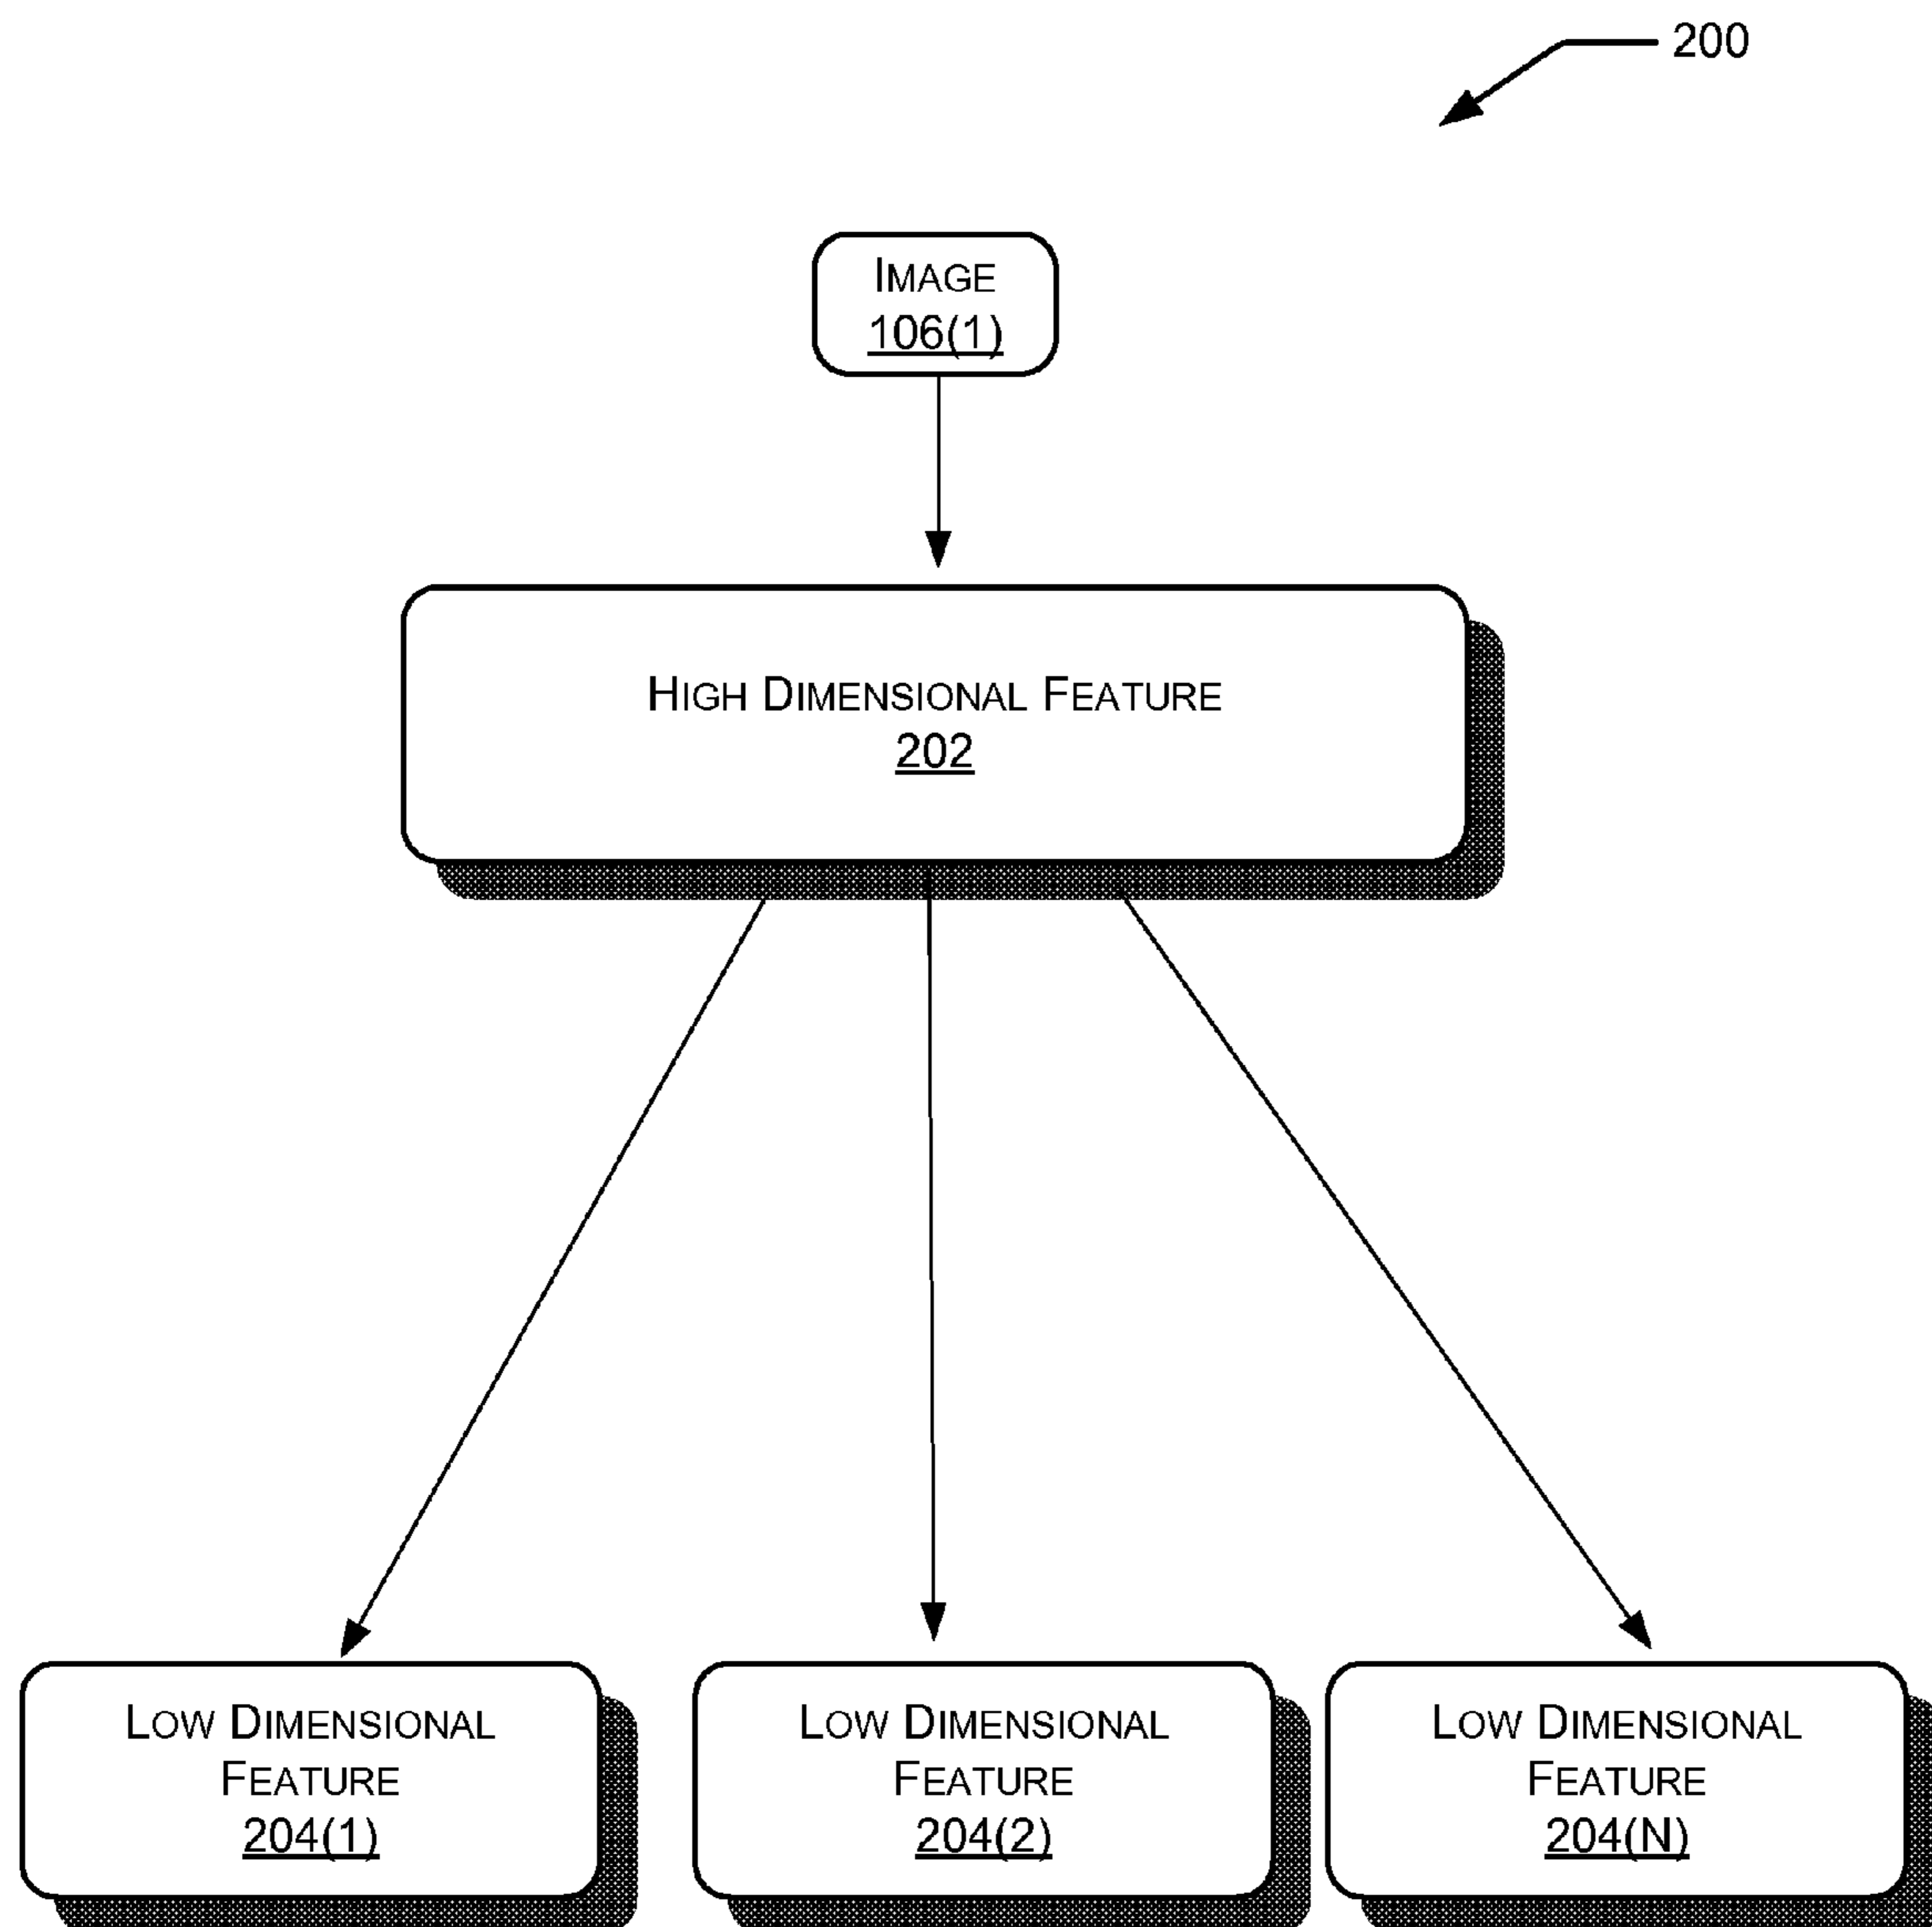 200
IMAGE
106(1)
HIGH DIMENSIONAL FEATURE
202
LOW DIMENSIONAL
FEATURE
204(1)
LOW DIMENSIONAL
FEATURE
204(2)
LOW DIMENSIONAL
FEATURE
204(N)